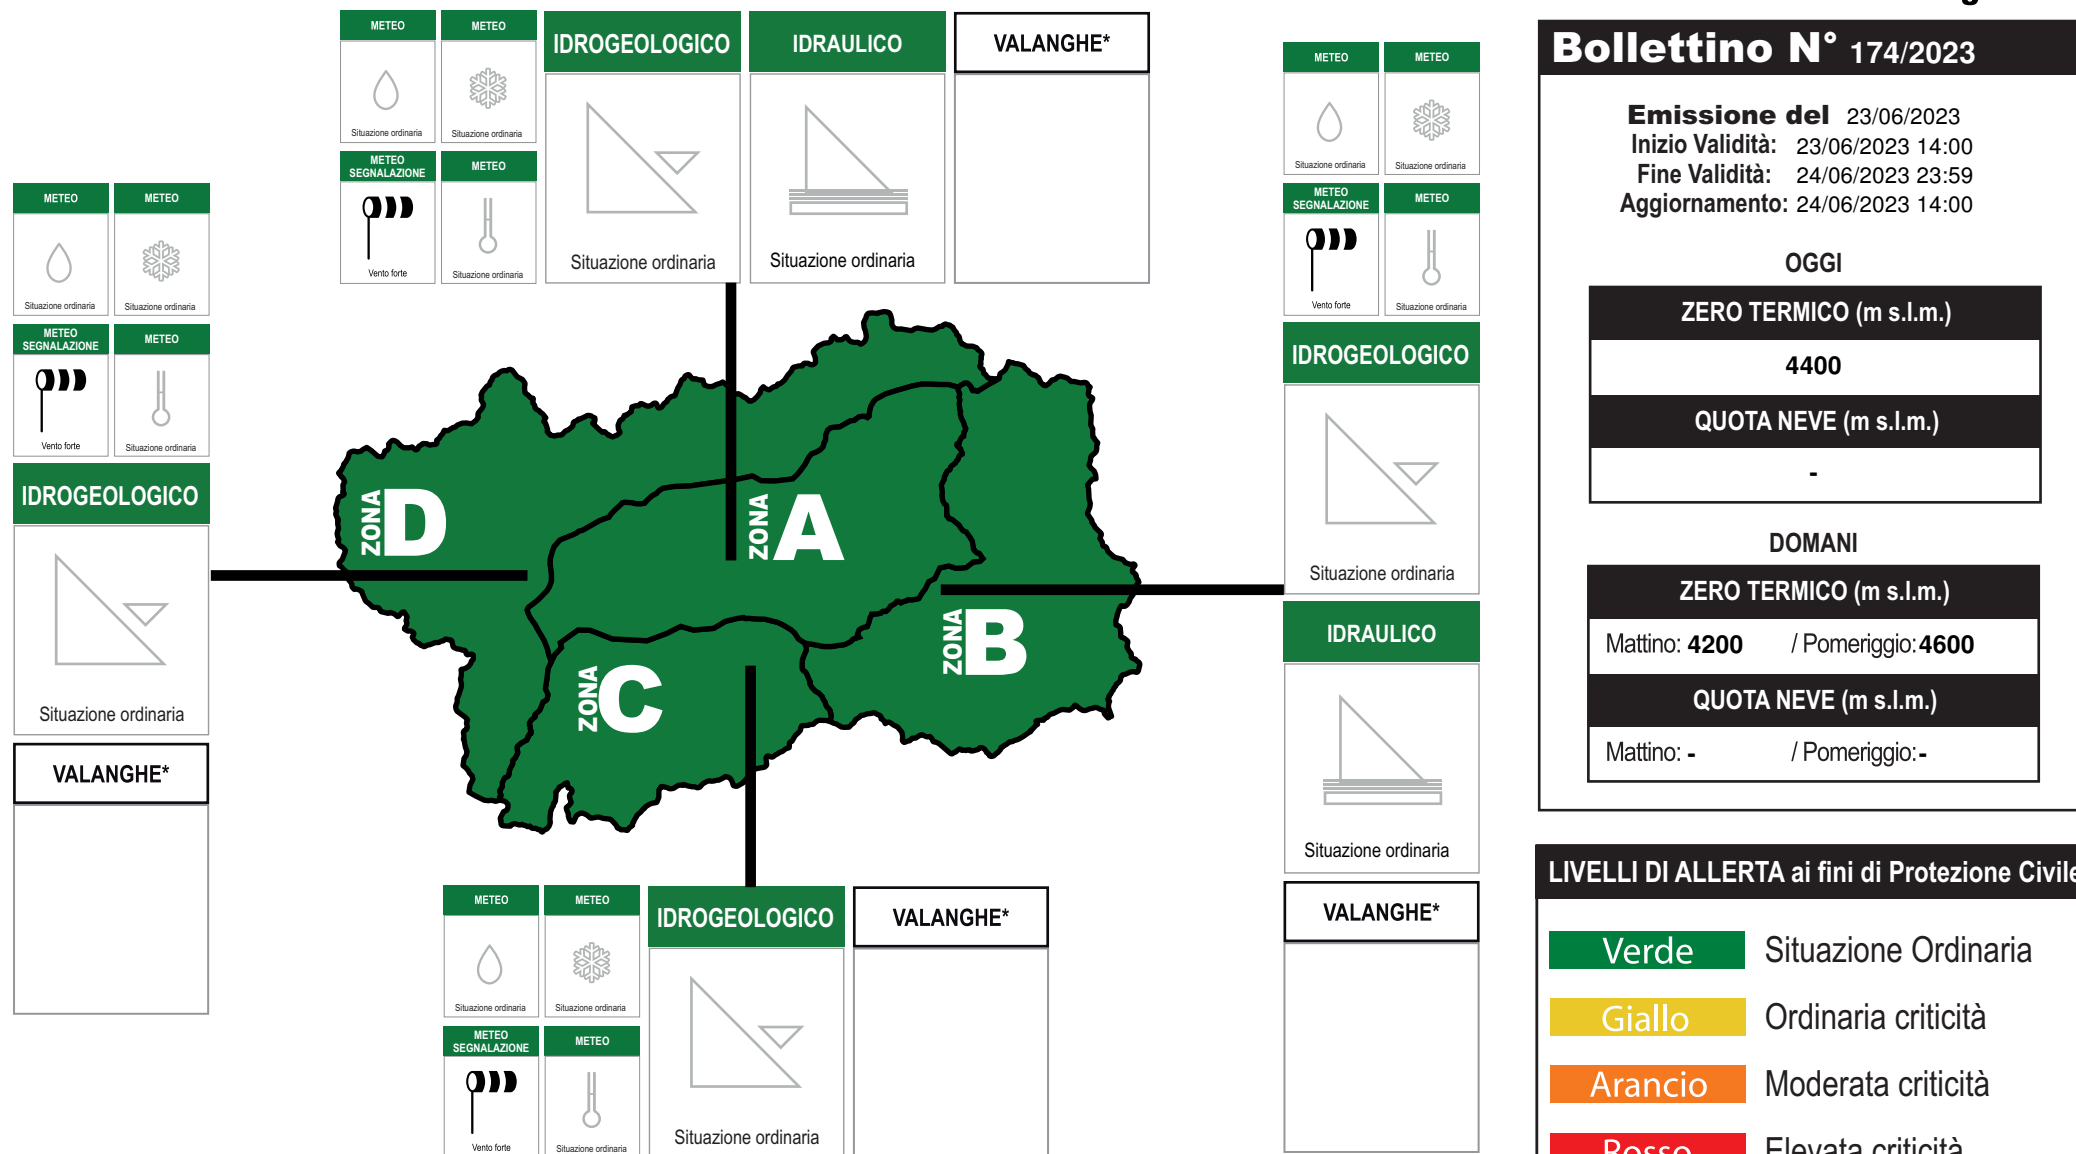 METEO METEO
Situazione ordinaria Situazione ordinaria
METEO SEGNALAZIONE METEO
Vento forte Situazione ordinaria
IDROGEOLOGICO
Situazione ordinaria
IDRAULICO
Situazione ordinaria
VALANGHE*
METEO METEO
Situazione ordinaria Situazione ordinaria
METEO SEGNALAZIONE METEO
Vento forte Situazione ordinaria
IDROGEOLOGICO
Situazione ordinaria
VALANGHE*
ZONA D
ZONA A
ZONA B
ZONA C
METEO METEO
Situazione ordinaria Situazione ordinaria
METEO SEGNALAZIONE METEO
Vento forte Situazione ordinaria
IDROGEOLOGICO
Situazione ordinaria
IDRAULICO
Situazione ordinaria
VALANGHE*
METEO METEO
Situazione ordinaria Situazione ordinaria
METEO SEGNALAZIONE METEO
Vento forte Situazione ordinaria
IDROGEOLOGICO
Situazione ordinaria
VALANGHE*
Bollettino N° 174/2023
Emissione del 23/06/2023
Inizio Validità: 23/06/2023 14:00
Fine Validità: 24/06/2023 23:59
Aggiornamento: 24/06/2023 14:00
OGGI
ZERO TERMICO (m s.l.m.)
4400
QUOTA NEVE (m s.l.m.)
-
DOMANI
ZERO TERMICO (m s.l.m.)
Mattino: 4200 / Pomeriggio: 4600
QUOTA NEVE (m s.l.m.)
Mattino: - / Pomeriggio: -
LIVELLI DI ALLERTA ai fini di Protezione Civile
Verde Situazione Ordinaria
Giallo Ordinaria criticità
Arancio Moderata criticità
Rosso Elevata criticità